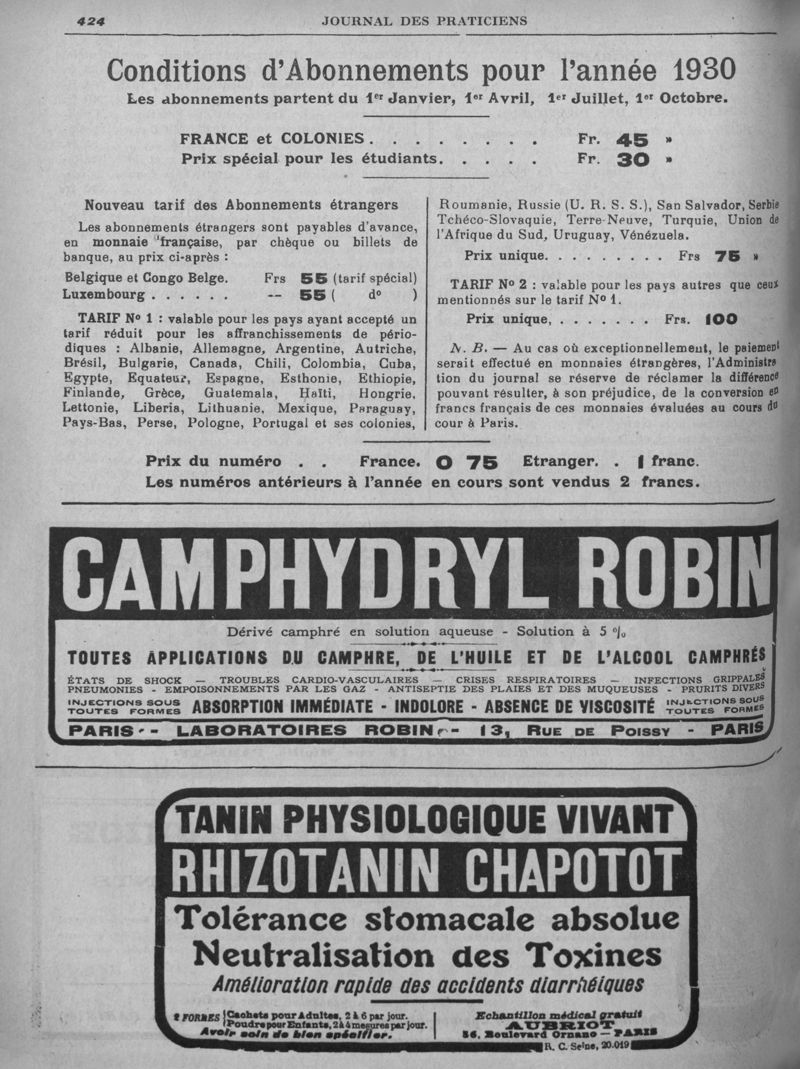 424
JOURNAL DES PRATICIENS
Conditions d'Abonnements pour l'année 1930
Les abonnements partent du 1er Janvier, 1er Avril, 1er Juillet, 1er Octobre.
FRANCE et COLONIES. . . . . . . . . Fr. 45 »
Prix spécial pour les étudiants. . . . . Fr. 30 »
Nouveau tarif des Abonnements étrangers
Les abonnements étrangers sont payables d'avance,
en monnaie française, par chèque ou billets de
banque, au prix ci-après :
Belgique et Congo Belge. Frs 55 (tarif spécial)
Luxembourg . . . . . . -- 55 ( do )
TARIF No 1 : valable pour les pays ayant accepté un
tarif réduit pour les affranchissements de pério-
diques : Albanie, Allemagne, Argentine, Autriche,
Brésil, Bulgarie, Canada, Chili, Colombia, Cuba,
Egypte, Equateur, Espagne, Esthonie, Ethiopie,
Finlande, Grèce, Guatemala, Haïti, Hongrie,
Lettonie, Liberia, Lithuanie, Mexique, Paraguay,
Pays-Bas, Perse, Pologne, Portugal et ses colonies,
Roumanie, Russie (U. R. S. S.), San Salvador, Serbie
Tchéco-Slovaquie, Terre-Neuve, Turquie, Union de
l'Afrique du Sud, Uruguay, Vénézuela.
Prix unique. . . . . . . . . Frs 75 »
TARIF No 2 : valable pour les pays autres que ceux
mentionnés sur le tarif No 1.
Prix unique, . . . . . . . Frs. 100
N. B. — Au cas où exceptionnellement, le paiement
serait effectué en monnaies étrangères, l'Administra
tion du journal se réserve de réclamer la différence
pouvant résulter, à son préjudice, de la conversion en
francs français de ces monnaies évaluées au cours du
cour à Paris.
Prix du numéro . . France. 0 75 Etranger. . 1 franc.
Les numéros antérieurs à l'année en cours sont vendus 2 francs.
CAMPHYDRYL ROBIN
Dérivé camphré en solution aqueuse - Solution à 5 %
TOUTES APPLICATIONS DU CAMPHRE, DE L'HUILE ET DE L'ALCOOL CAMPHRÉS
ÉTATS DE SHOCK — TROUBLES CARDIO-VASCULAIRES — CRISES RESPIRATOIRES — INFECTIONS GRIPPALES
PNEUMONIES - EMPOISONNEMENTS PAR LES GAZ - ANTISEPTIE DES PLAIES ET DES MUQUEUSES - PRURITS DIVERS
INJECTIONS SOUS
TOUTES FORMES
ABSORPTION IMMÉDIATE - INDOLORE - ABSENCE DE VISCOSITÉ
INJECTIONS SOUS
TOUTES FORMES
PARIS - LABORATOIRES ROBIN - 13, RUE DE POISSY - PARIS
TANIN PHYSIOLOGIQUE VIVANT
RHIZOTANIN CHAPOTOT
Tolérance stomacale absolue
Neutralisation des Toxines
Amélioration rapide des accidents diarrhéiques
2 FORMES
Cachets pour Adultes, 2 à 6 par jour.
Poudre pour Enfants, 2 à 4 mesures par jour.
Avoir soin de bien spécifier.
Echantillon médical gratuit
AUBRIOT
56, Boulevard Ornano — PARIS
R. C. Seine, 20.019